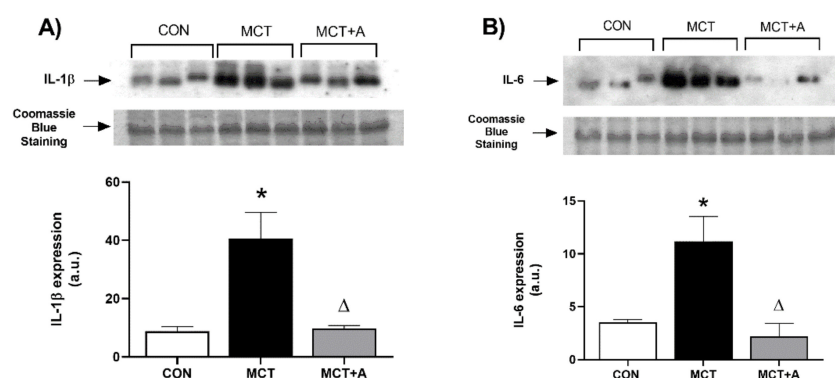 A)
CON MCT MCT+A
IL-1β
Coomassie
Blue
Staining
IL-1β expression
(a.u.)
60
40
20
0
*
Δ
CON MCT MCT+A
B)
CON MCT MCT+A
IL-6
Coomassie
Blue
Staining
IL-6 expression
(a.u.)
15
10
5
0
*
Δ
CON MCT MCT+A